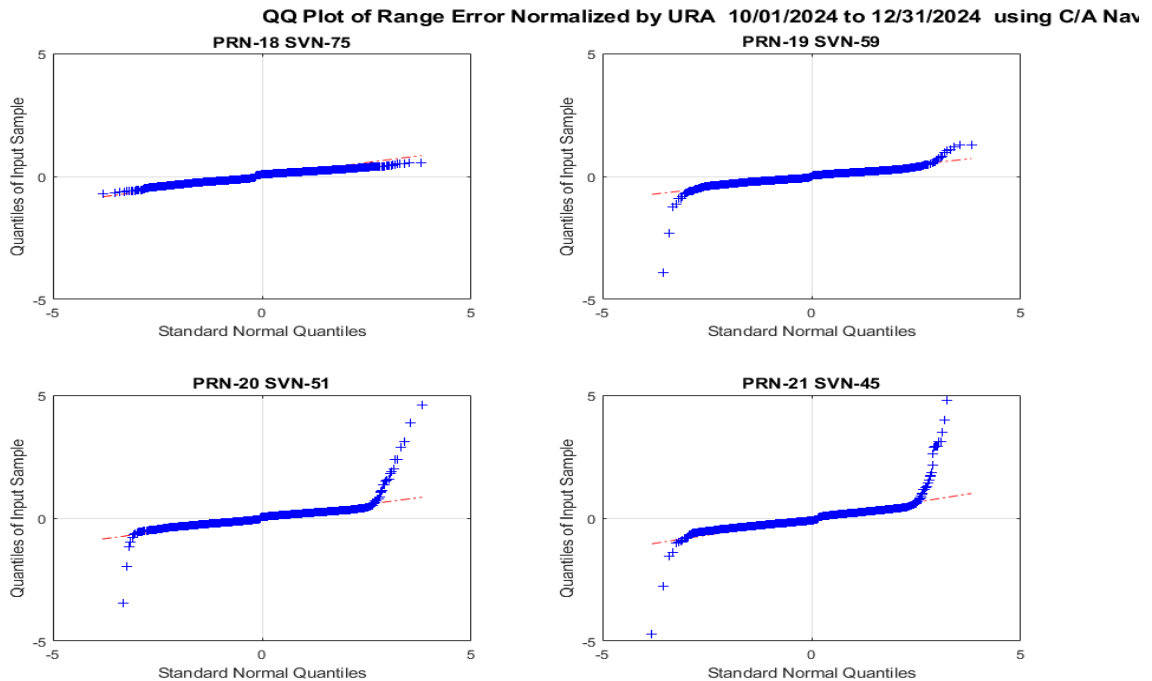 QQ Plot of Range Error Normalized by URA 10/01/2024 to 12/31/2024 using C/A Nav
PRN-18 SVN-75
5
0
-5
-5 0 5
Quantiles of Input Sample
Standard Normal Quantiles
PRN-19 SVN-59
5
0
-5
-5 0 5
Quantiles of Input Sample
Standard Normal Quantiles
PRN-20 SVN-51
5
0
-5
-5 0 5
Quantiles of Input Sample
Standard Normal Quantiles
PRN-21 SVN-45
5
0
-5
-5 0 5
Quantiles of Input Sample
Standard Normal Quantiles